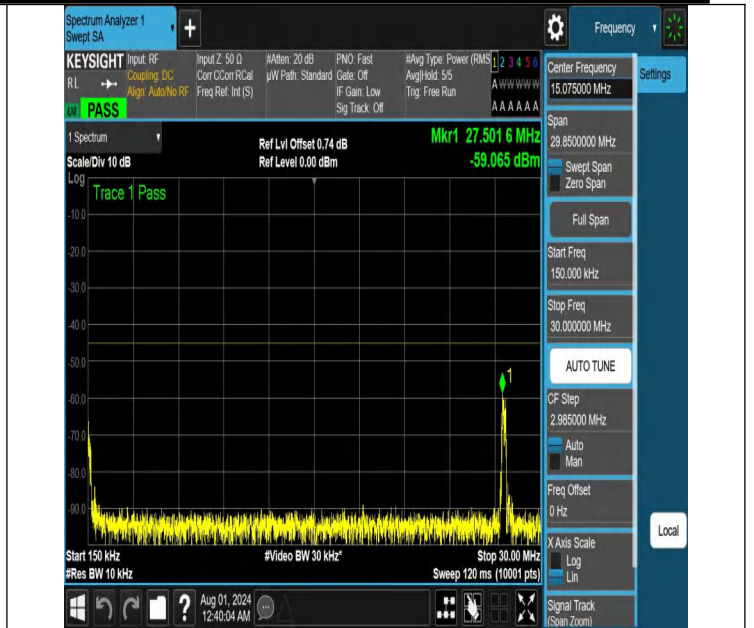 Spectrum Analyzer 1
Swept SA
+
Frequency
KEYSIGHT
RL
PASS
Input: RF
Coupling: DC
Align: Auto/No RF
Input Z: 50 Ω
Corr CCorr RCal
Freq Ref: Int (S)
#Atten: 20 dB
µW Path: Standard
PNO: Fast
Gate: Off
IF Gain: Low
Sig Track: Off
#Avg Type: Power (RMS
Avg|Hold: 5/5
Trig: Free Run
1 2 3 4 5 6
A W W W W W
A A A A A A
1 Spectrum
Scale/Div 10 dB
Ref Lvl Offset 0.74 dB
Ref Level 0.00 dBm
Mkr1 27.501 6 MHz
-59.065 dBm
Log
Trace 1 Pass
-10.0
-20.0
-30.0
-40.0
-50.0
-60.0
-70.0
-80.0
-90.0
1
Start 150 kHz
#Res BW 10 kHz
#Video BW 30 kHz*
Stop 30.00 MHz
Sweep 120 ms (10001 pts)
Center Frequency
15.075000 MHz
Span
29.8500000 MHz
Swept Span
Zero Span
Full Span
Start Freq
150.000 kHz
Stop Freq
30.000000 MHz
AUTO TUNE
CF Step
2.985000 MHz
Auto
Man
Freq Offset
0 Hz
X Axis Scale
Log
Lin
Signal Track
(Span Zoom)
Settings
Local
?
Aug 01, 2024
12:40:04 AM